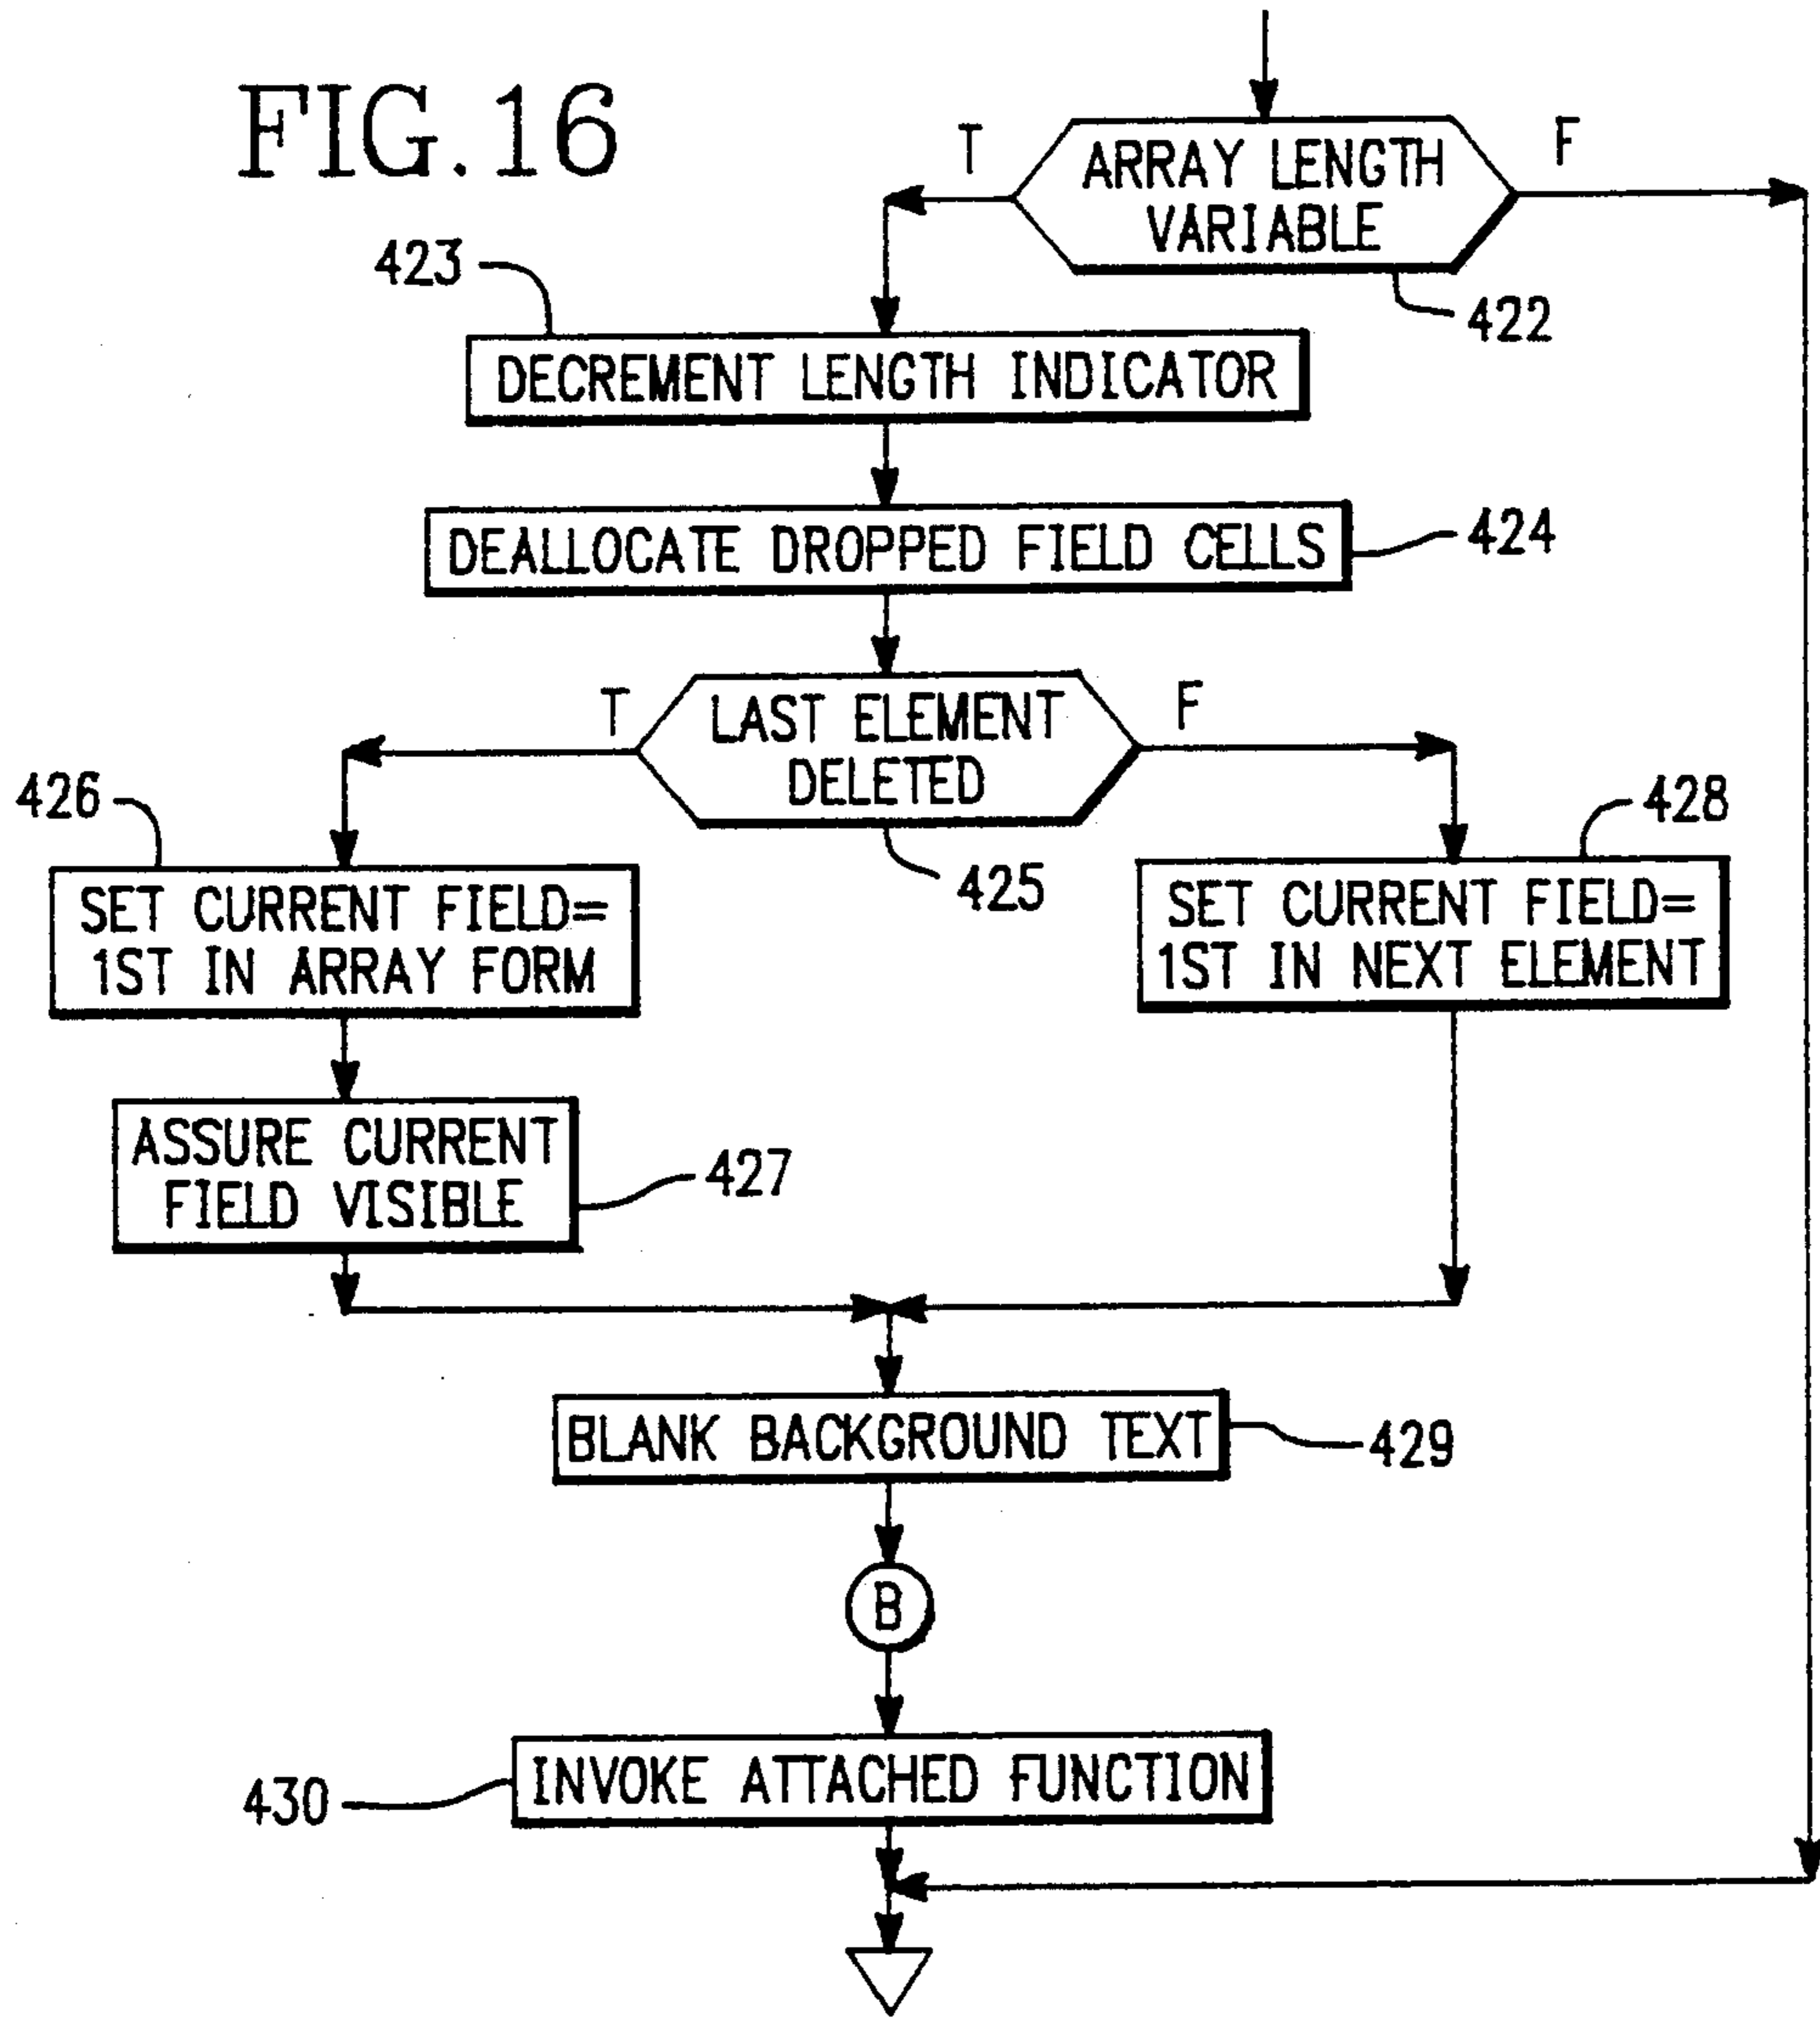 FIG.16
T
ARRAY LENGTH
VARIABLE
F
422
423
DECREMENT LENGTH INDICATOR
DEALLOCATE DROPPED FIELD CELLS
424
T
LAST ELEMENT
DELETED
F
425
426
SET CURRENT FIELD=
1ST IN ARRAY FORM
428
SET CURRENT FIELD=
1ST IN NEXT ELEMENT
ASSURE CURRENT
FIELD VISIBLE
427
BLANK BACKGROUND TEXT
429
B
INVOKE ATTACHED FUNCTION
430